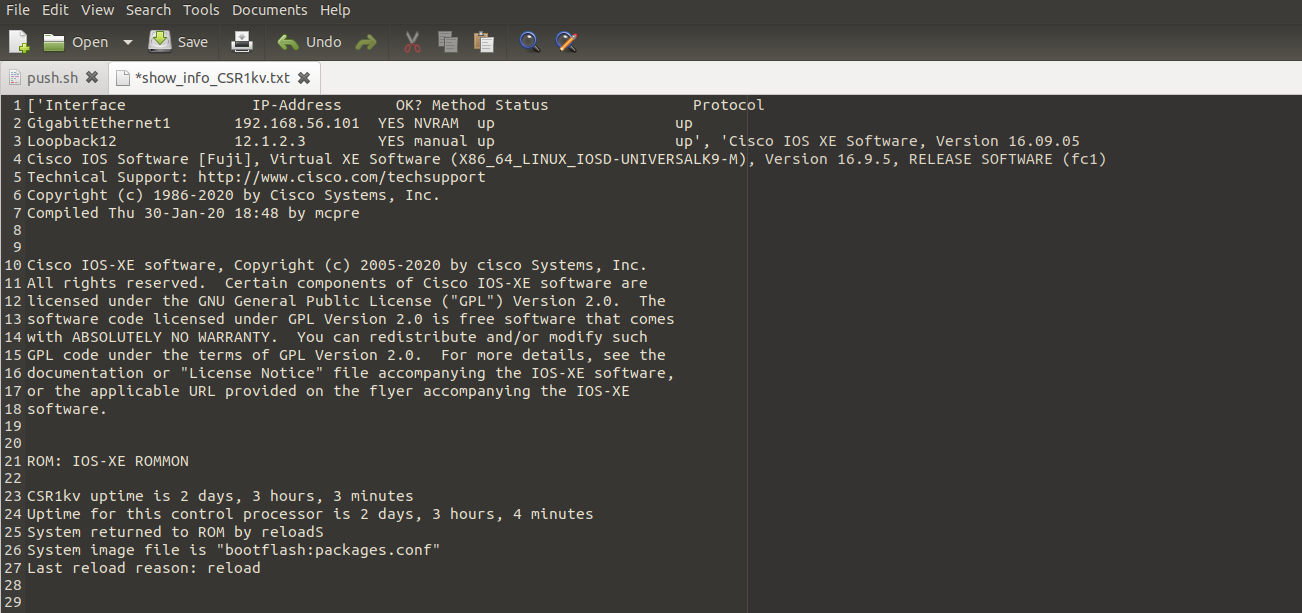 File Edit View Search Tools Documents Help
Open Save Undo
push.sh *show_info_CSR1kv.txt
1 ['Interface              IP-Address      OK? Method Status                Protocol
2 GigabitEthernet1       192.168.56.101  YES NVRAM  up                    up
3 Loopback12             12.1.2.3        YES manual up                    up', 'Cisco IOS XE Software, Version 16.09.05
4 Cisco IOS Software [Fuji], Virtual XE Software (X86_64_LINUX_IOSD-UNIVERSALK9-M), Version 16.9.5, RELEASE SOFTWARE (fc1)
5 Technical Support: http://www.cisco.com/techsupport
6 Copyright (c) 1986-2020 by Cisco Systems, Inc.
7 Compiled Thu 30-Jan-20 18:48 by mcpre
8
9
10 Cisco IOS-XE software, Copyright (c) 2005-2020 by cisco Systems, Inc.
11 All rights reserved.  Certain components of Cisco IOS-XE software are
12 licensed under the GNU General Public License ("GPL") Version 2.0.  The
13 software code licensed under GPL Version 2.0 is free software that comes
14 with ABSOLUTELY NO WARRANTY.  You can redistribute and/or modify such
15 GPL code under the terms of GPL Version 2.0.  For more details, see the
16 documentation or "License Notice" file accompanying the IOS-XE software,
17 or the applicable URL provided on the flyer accompanying the IOS-XE
18 software.
19
20
21 ROM: IOS-XE ROMMON
22
23 CSR1kv uptime is 2 days, 3 hours, 3 minutes
24 Uptime for this control processor is 2 days, 3 hours, 4 minutes
25 System returned to ROM by reloadS
26 System image file is "bootflash:packages.conf"
27 Last reload reason: reload
28
29